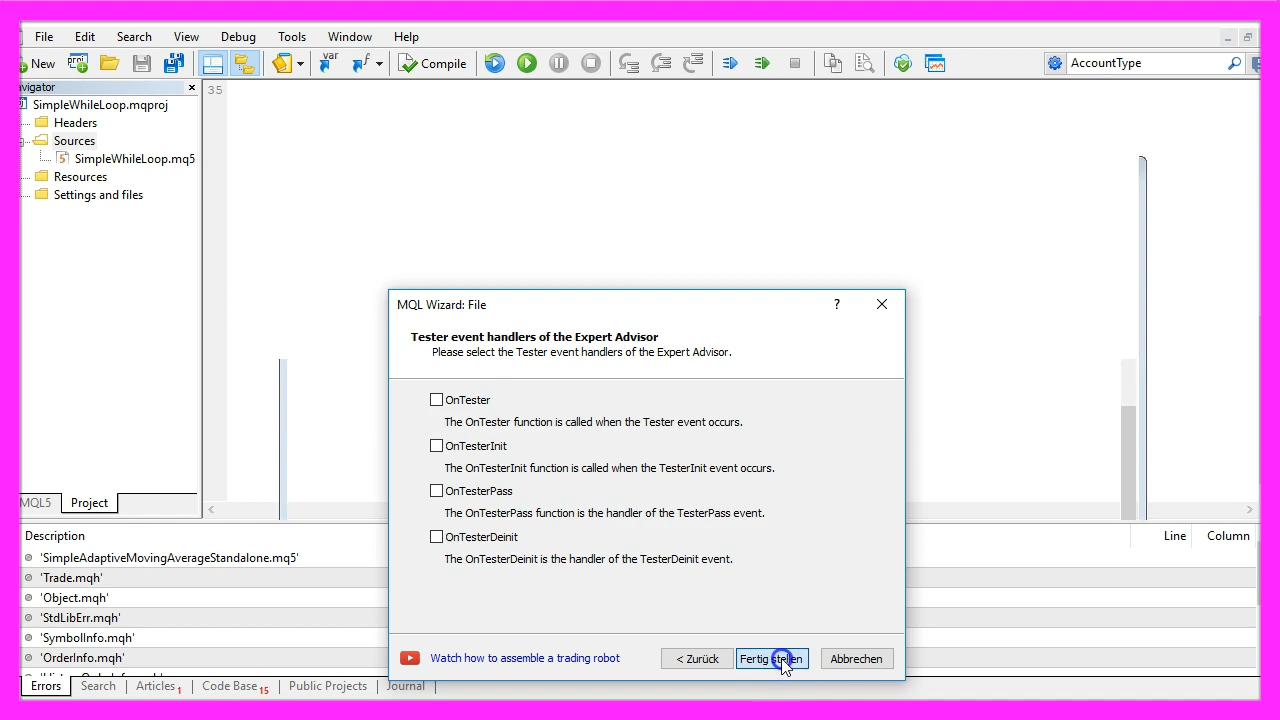 File Edit Search View Debug Tools Window Help
New Compile AccountType
avigator
SimpleWhileLoop.mqproj
Headers
Sources
SimpleWhileLoop.mq5
Resources
Settings and files
MQL5 Project
35
MQL Wizard: File
Tester event handlers of the Expert Advisor
Please select the Tester event handlers of the Expert Advisor.
OnTester
The OnTester function is called when the Tester event occurs.
OnTesterInit
The OnTesterInit function is called when the TesterInit event occurs.
OnTesterPass
The OnTesterPass function is the handler of the TesterPass event.
OnTesterDeinit
The OnTesterDeinit is the handler of the TesterDeinit event.
Watch how to assemble a trading robot
< Zurück Fertig stellen Abbrechen
Description Line Column
'SimpleAdaptiveMovingAverageStandalone.mq5'
'Trade.mqh'
'Object.mqh'
'StdLibErr.mqh'
'SymbolInfo.mqh'
'OrderInfo.mqh'
Errors Search Articles 1 Code Base 15 Public Projects Journal